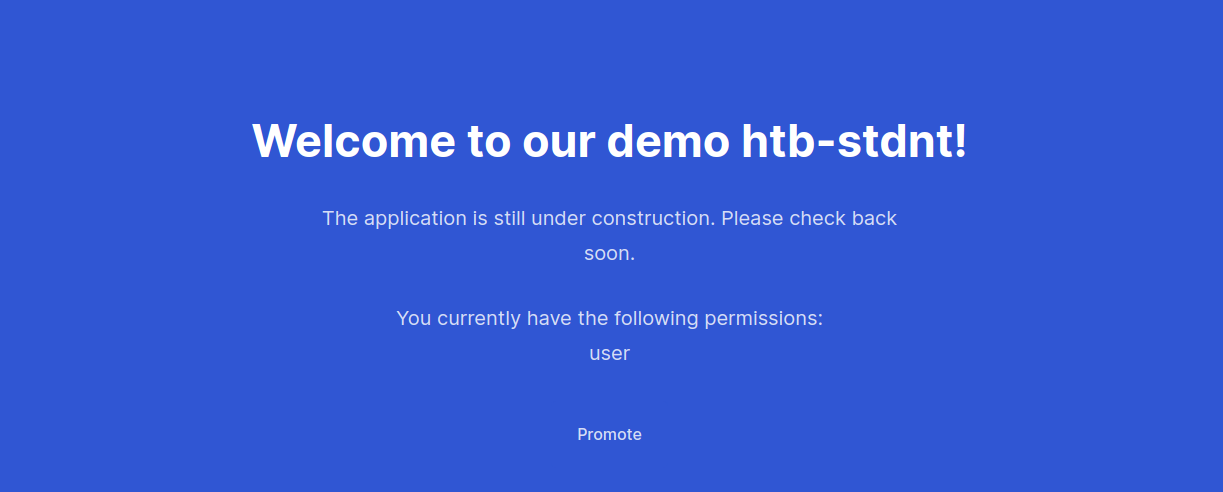 Welcome to our demo htb-stdnt!
The application is still under construction. Please check back
soon.
You currently have the following permissions:
user
Promote